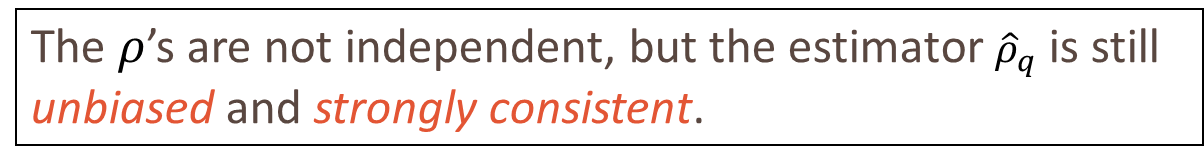 The ρ’s are not independent, but the estimator ρ̂_q is still
unbiased and strongly consistent.